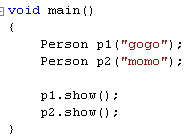 void main()
{
    Person p1("gogo");
    Person p2("momo");

    p1.show();
    p2.show();
}